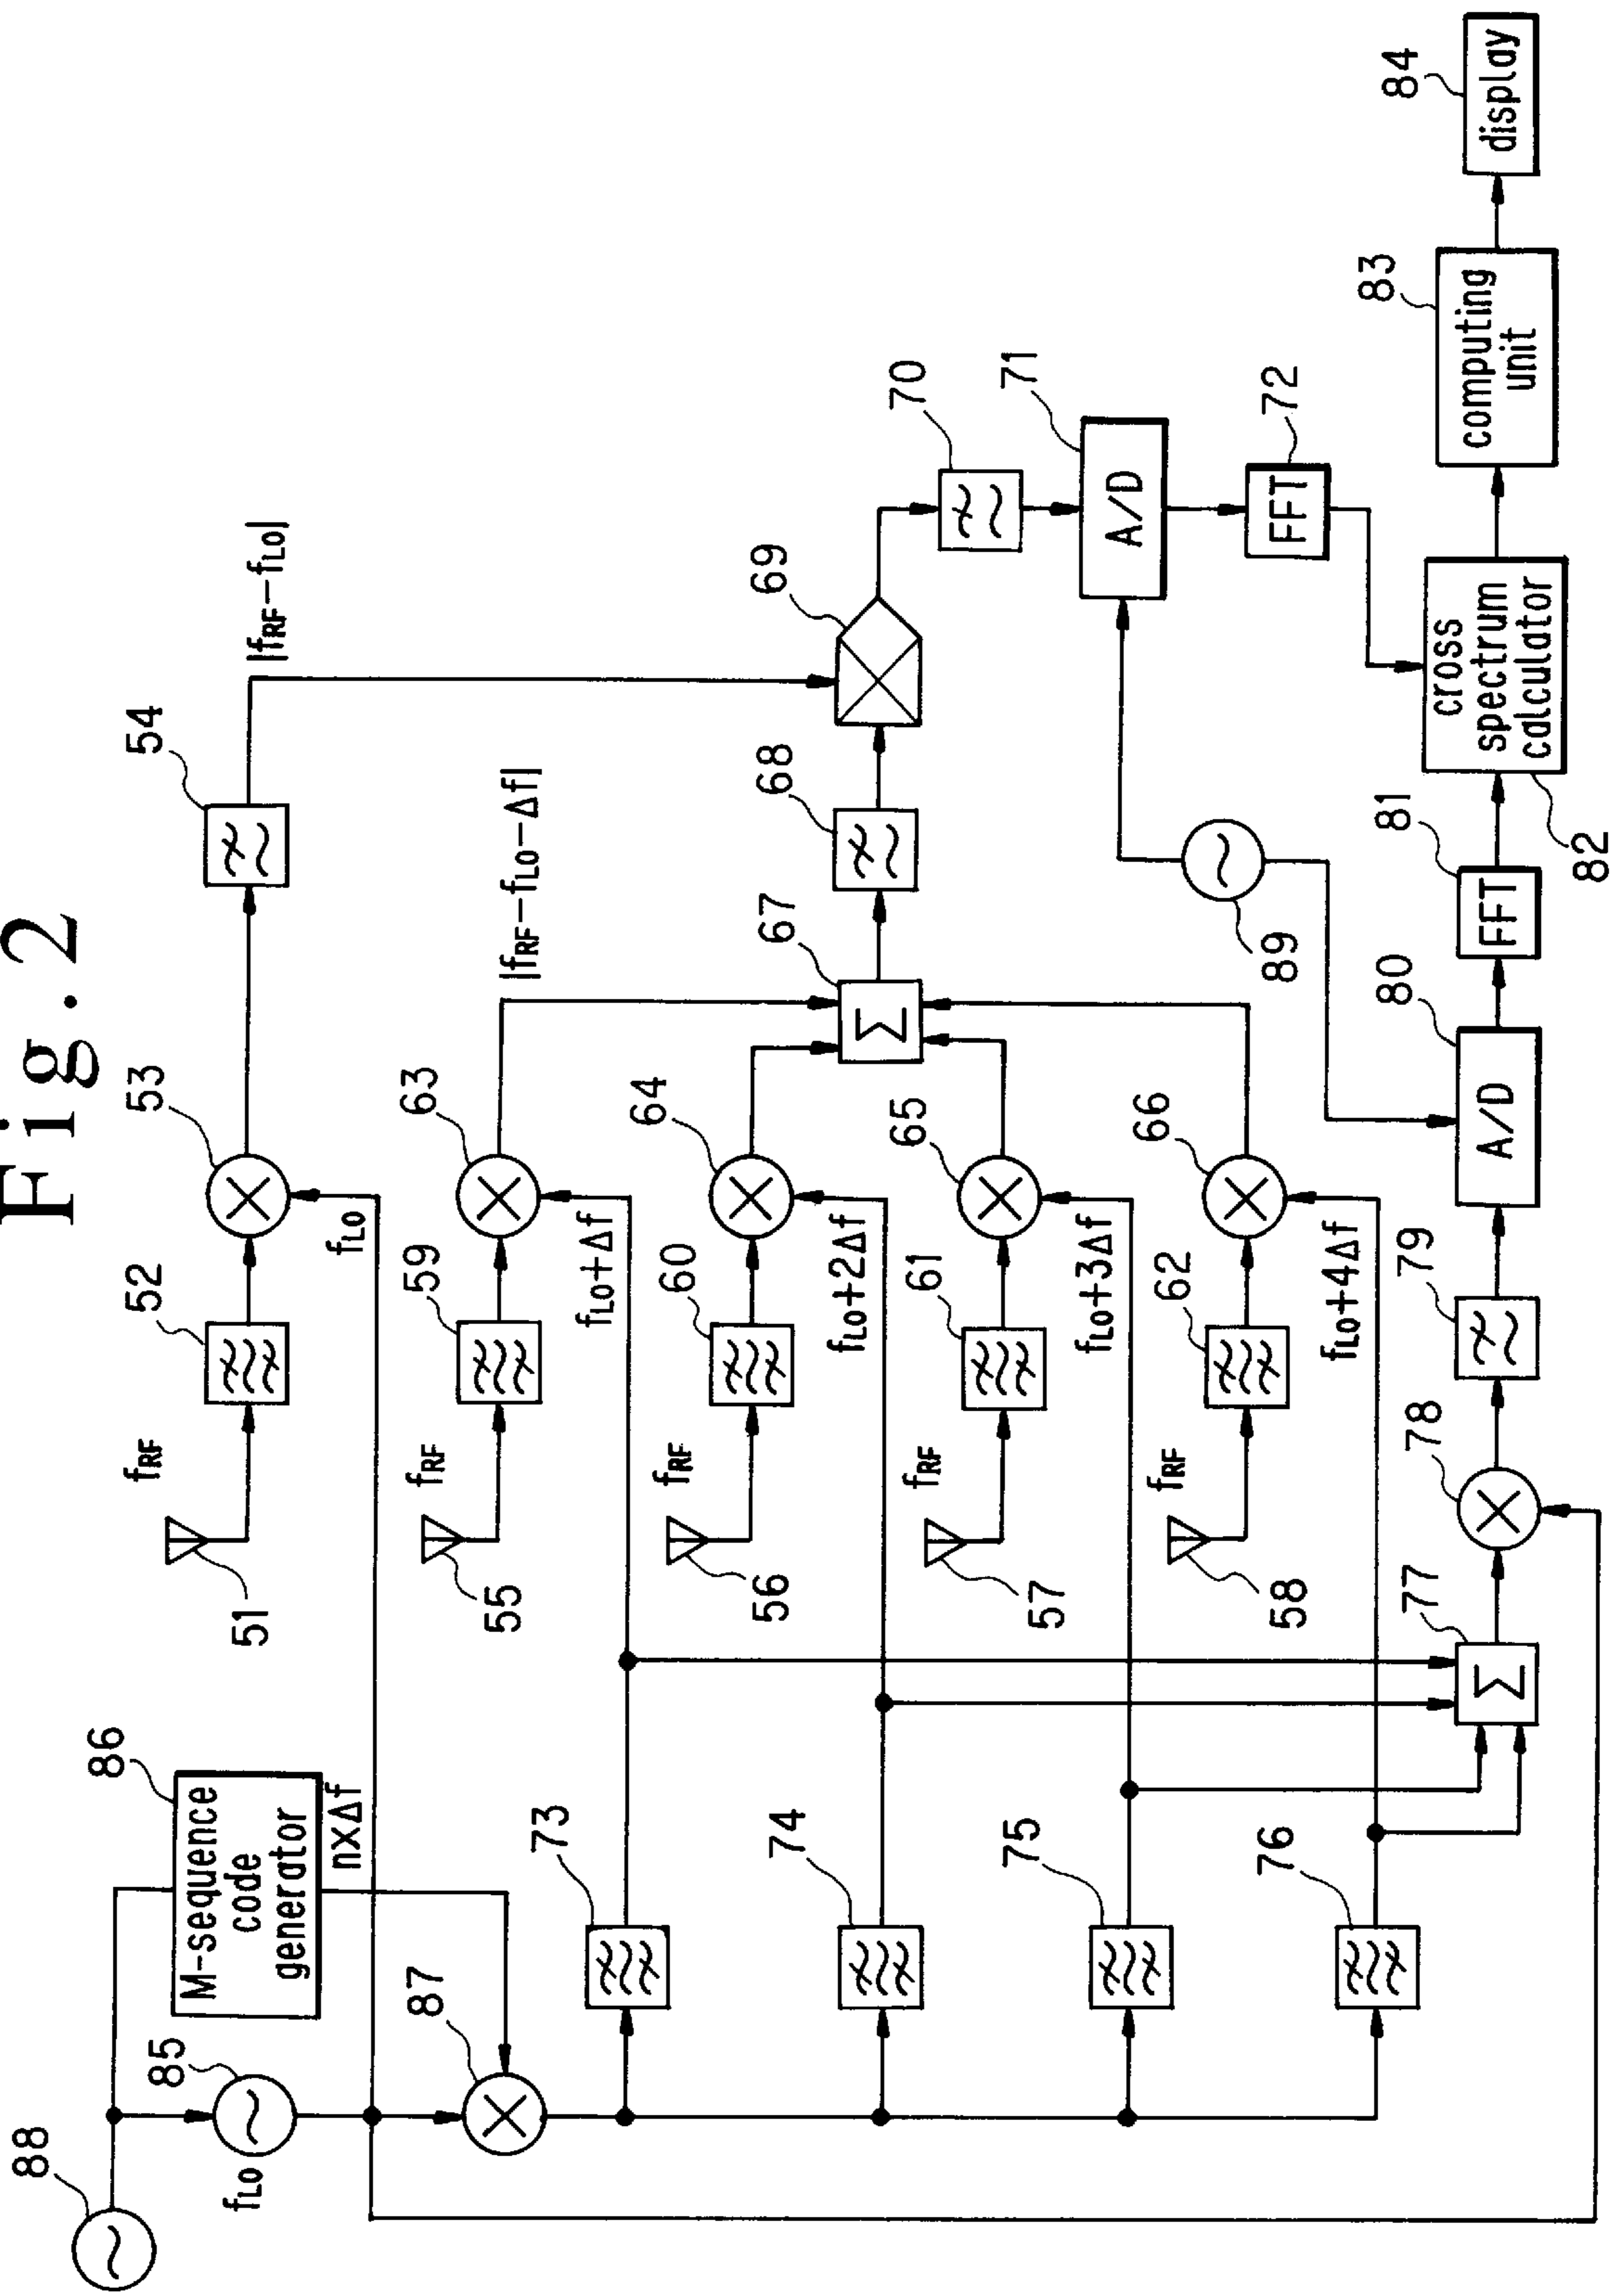 Fig. 2
88
85
fLO
86
M-sequence
code
generator
n×Δf
87
51
fRF
52
53
fLO
54
|fRF−fLO|
55
fRF
59
63
fLO+Δf
|fRF−fLO−Δf|
56
fRF
60
64
fLO+2Δf
57
fRF
61
65
fLO+3Δf
58
fRF
62
66
fLO+4Δf
67
Σ
68
69
70
71
A/D
72
FFT
73
74
75
76
77
Σ
78
79
80
A/D
89
81
FFT
82
cross
spectrum
calculator
83
computing
unit
84
display